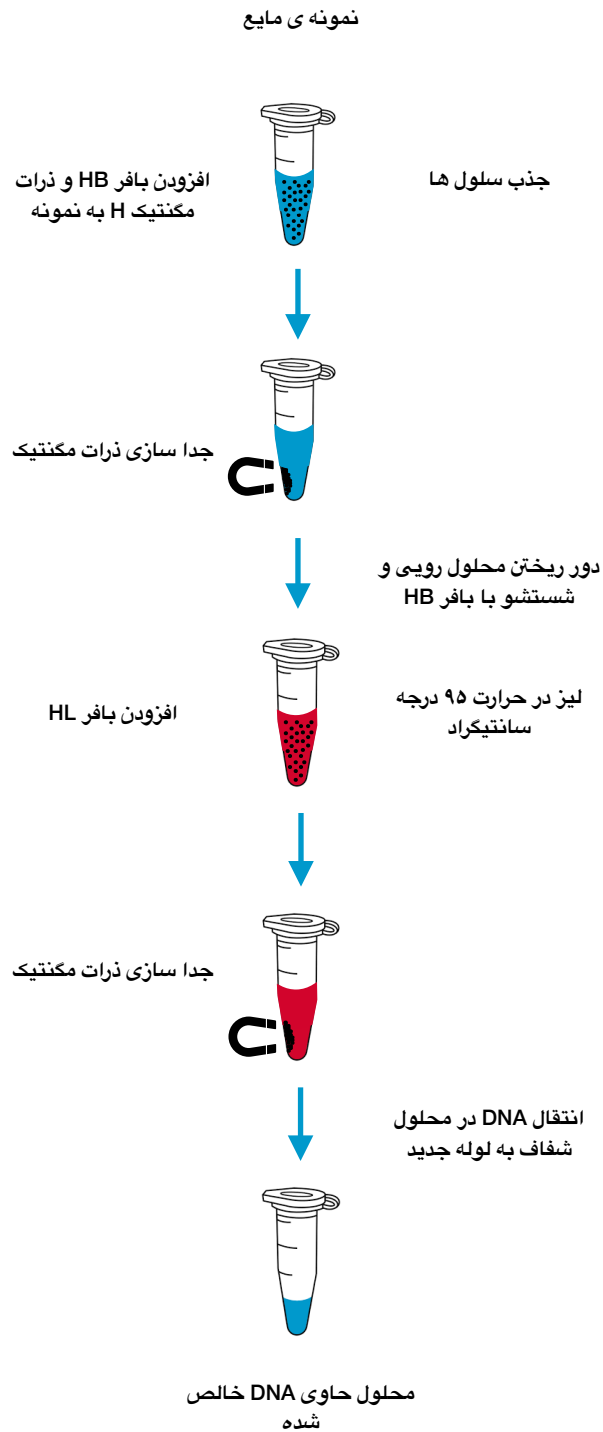 نمونه ی مایع
افزودن بافر HB و ذرات
مگنتیک H به نمونه
جذب سلول ها
جدا سازی ذرات مگنتیک
دور ریختن محلول رویی و
شستشو با بافر HB
افزودن بافر HL
لیز در حرارت ۹۵ درجه
سانتیگراد
جدا سازی ذرات مگنتیک
انتقال DNA در محلول
شفاف به لوله جدید
محلول حاوی DNA خالص
شده